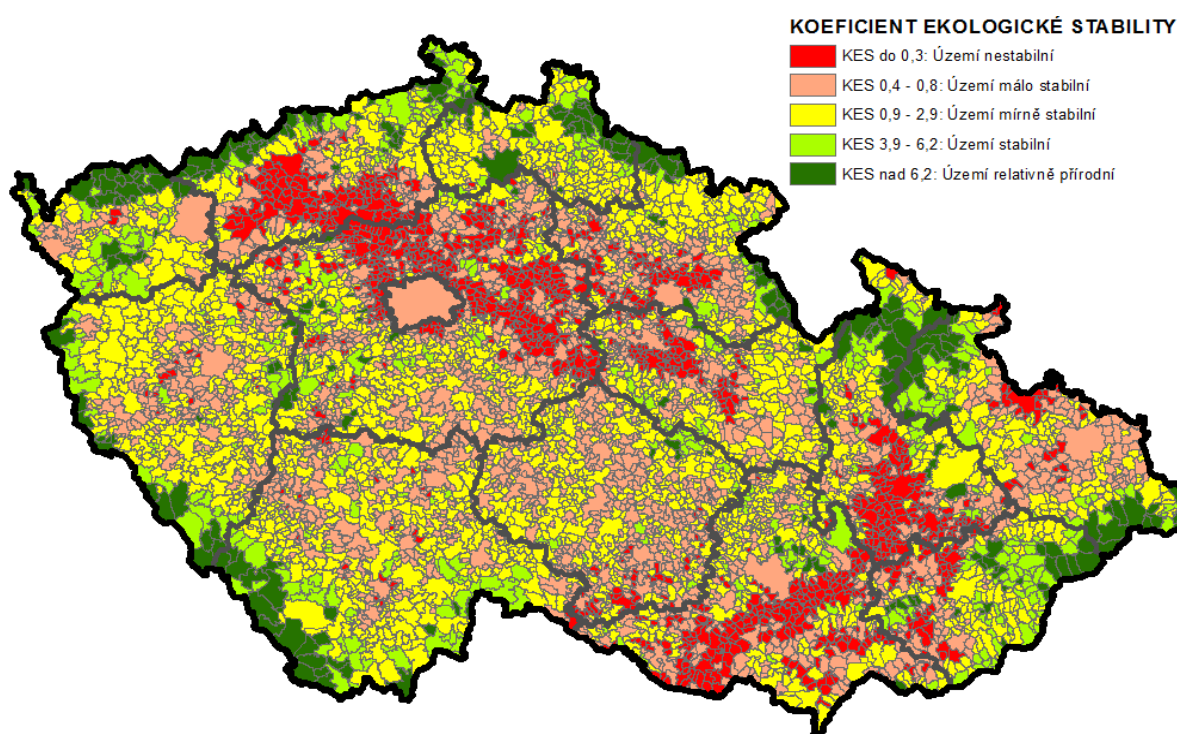 KOEFICIENT EKOLOGICKÉ STABILITY
KES do 0,3: Území nestabilní
KES 0,4 - 0,8: Území málo stabilní
KES 0,9 - 2,9: Území mírně stabilní
KES 3,9 - 6,2: Území stabilní
KES nad 6,2: Území relativně přírodní